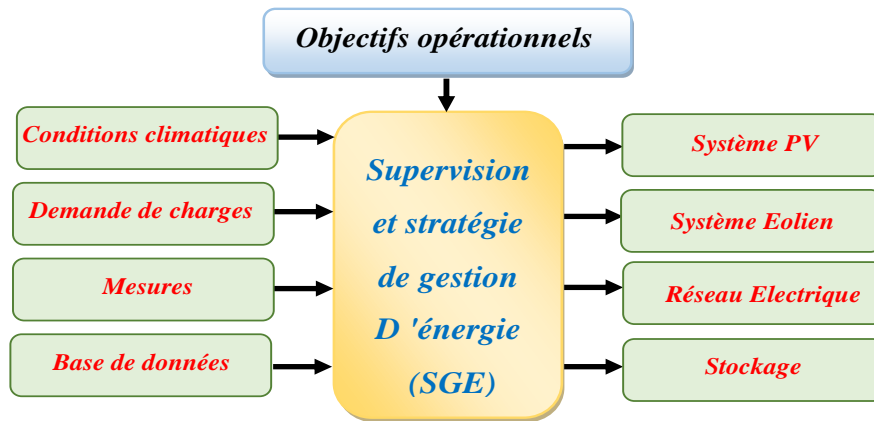 Objectifs opérationnels
Conditions climatiques
Demande de charges
Mesures
Base de données
Supervision
et stratégie
de gestion
D 'énergie
(SGE)
Système PV
Système Eolien
Réseau Electrique
Stockage